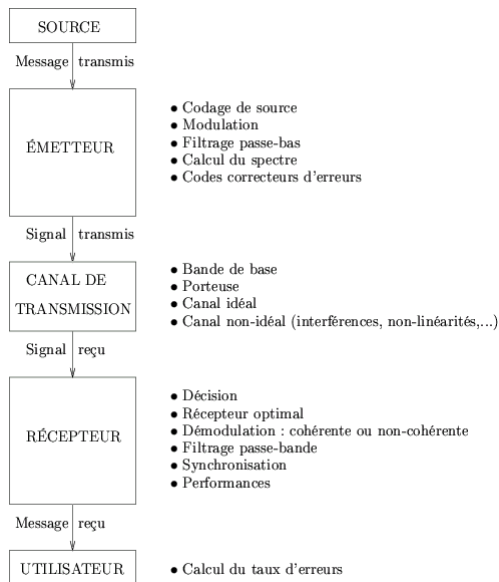 SOURCE
Message transmis
ÉMETTEUR
• Codage de source
• Modulation
• Filtrage passe-bas
• Calcul du spectre
• Codes correcteurs d'erreurs
Signal transmis
CANAL DE
TRANSMISSION
• Bande de base
• Porteuse
• Canal idéal
• Canal non-idéal (interférences, non-linéarités,...)
Signal reçu
RÉCEPTEUR
• Décision
• Récepteur optimal
• Démodulation : cohérente ou non-cohérente
• Filtrage passe-bande
• Synchronisation
• Performances
Message reçu
UTILISATEUR
• Calcul du taux d'erreurs